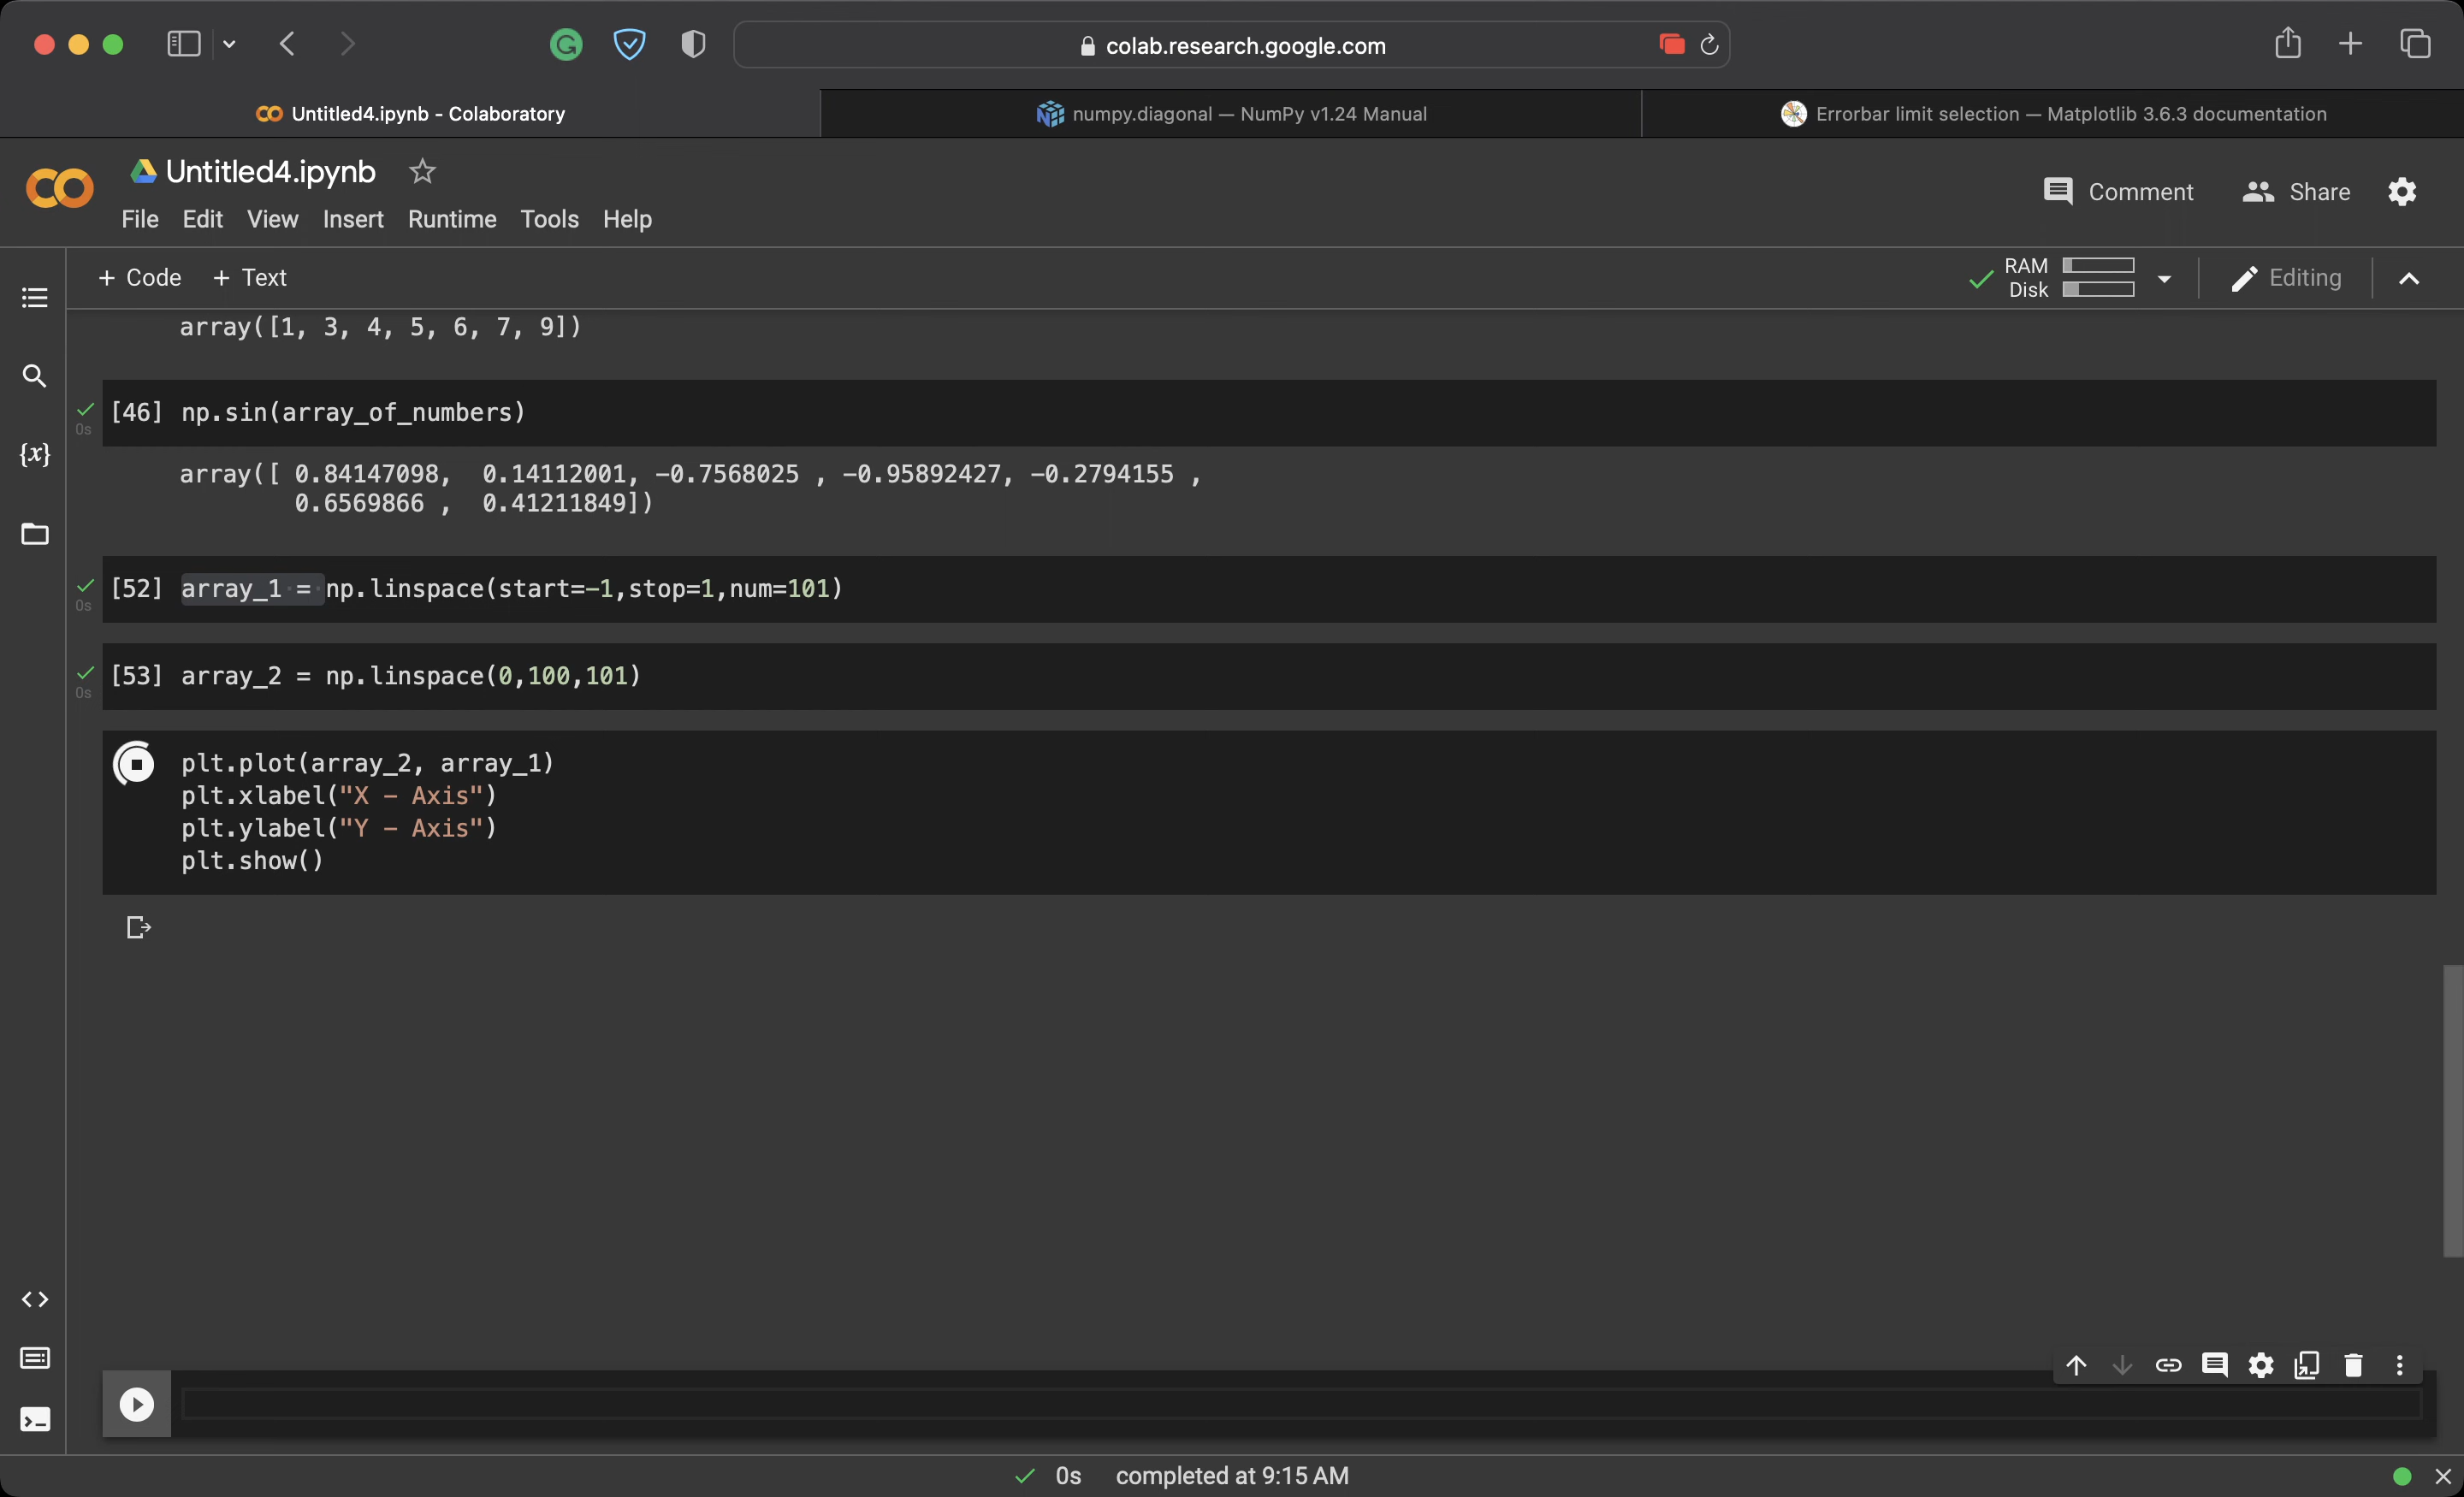 colab.research.google.com
Untitled4.ipynb - Colaboratory
numpy.diagonal — NumPy v1.24 Manual
Errorbar limit selection — Matplotlib 3.6.3 documentation
Untitled4.ipynb
Comment
Share
File Edit View Insert Runtime Tools Help
+ Code + Text
RAM
Disk
Editing
array([1, 3, 4, 5, 6, 7, 9])
{x}
[46] np.sin(array_of_numbers)
0s
array([ 0.84147098,  0.14112001, -0.7568025 , -0.95892427, -0.2794155 ,
0.6569866 ,  0.41211849])
[52] array_1 = np.linspace(start=-1,stop=1,num=101)
0s
[53] array_2 = np.linspace(0,100,101)
0s
plt.plot(array_2, array_1)
plt.xlabel("X - Axis")
plt.ylabel("Y - Axis")
plt.show()
0s completed at 9:15 AM